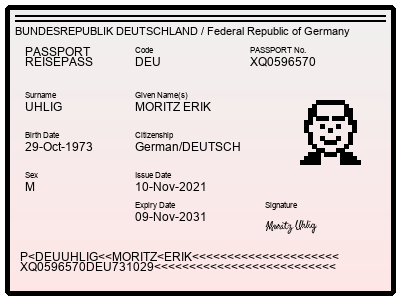 BUNDESREPUBLIK DEUTSCHLAND / Federal Republic of Germany
PASSPORT
REISEPASS
Code
DEU
PASSPORT No.
XQ0596570
Surname
UHLIG
Given Name(s)
MORITZ ERIK
Birth Date
29-Oct-1973
Citizenship
German/DEUTSCH
Sex
M
Issue Date
10-Nov-2021
Expiry Date
09-Nov-2031
Signature
Moritz Uhlig
P<DEUUHLIG<<MORITZ<ERIK<<<<<<<<<<<<<<<<<<<<<
XQ0596570DEU731029<<<<<<<<<<<<<<<<<<<<<<<<<<